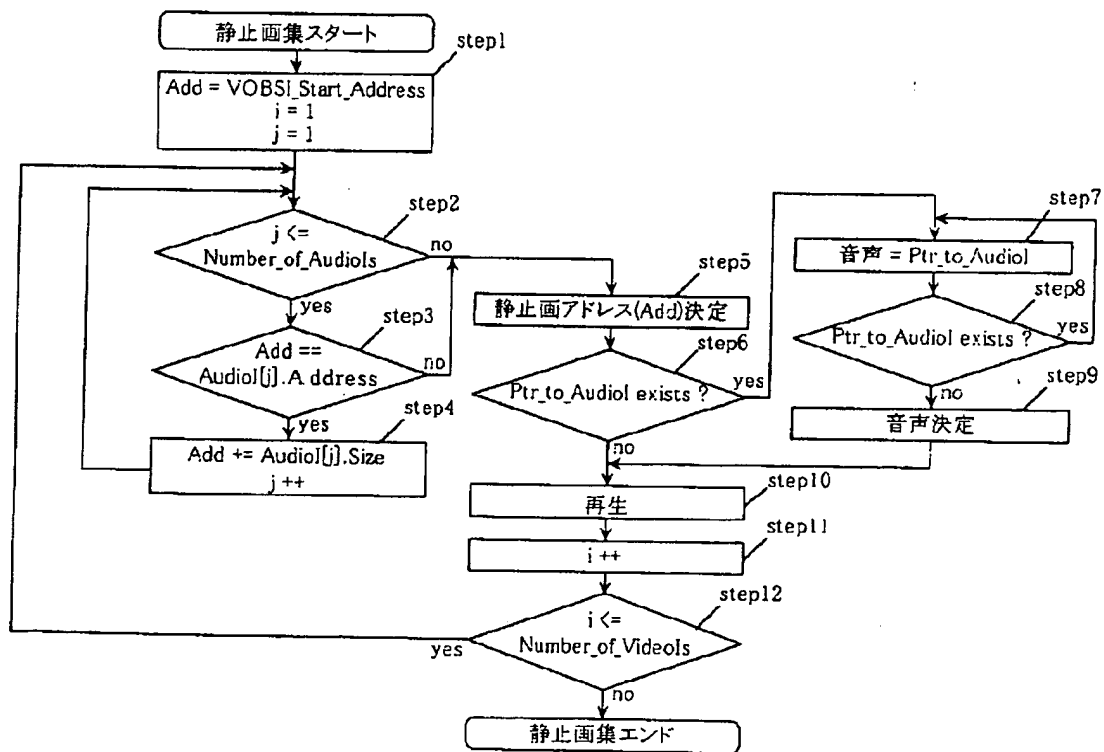 静止画集スタート
step1
Add = VOBSI_Start_Address
i = 1
j = 1
step2
j <=
Number_of_AudioIs
no
yes
step3
Add ==
AudioI[j].Address
no
yes
step4
Add += AudioI[j].Size
j ++
step5
静止画アドレス(Add)決定
step6
Ptr_to_AudioI exists ?
yes
no
step7
音声 = Ptr_to_AudioI
step8
Ptr_to_AudioI exists ?
yes
no
step9
音声決定
step10
再生
step11
i ++
step12
i <=
Number_of_VideoIs
yes
no
静止画集エンド